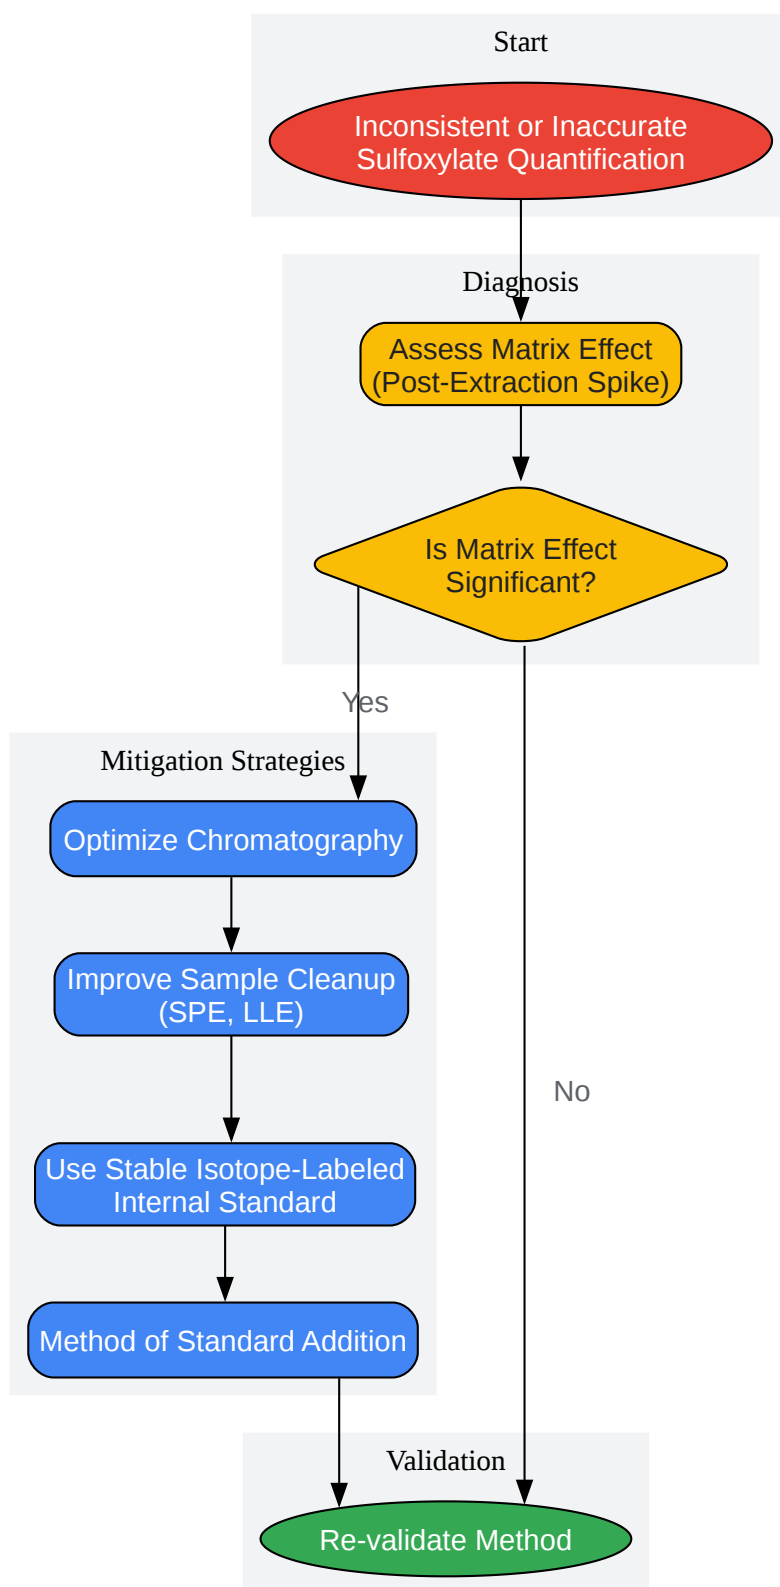 Start
Inconsistent or Inaccurate
Sulfoxylate Quantification
Diagnosis
Assess Matrix Effect
(Post-Extraction Spike)
Is Matrix Effect
Significant?
Yes
Mitigation Strategies
Optimize Chromatography
Improve Sample Cleanup
(SPE, LLE)
No
Use Stable Isotope-Labeled
Internal Standard
Method of Standard Addition
Validation
Re-validate Method